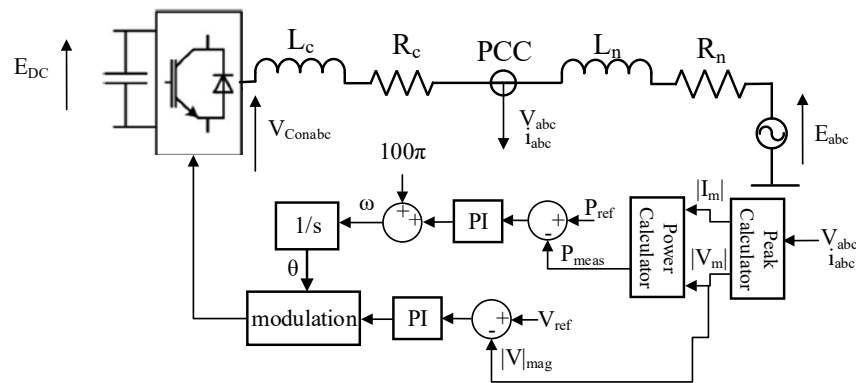 E_DC
L_c
R_c
PCC
L_n
R_n
V_Conabc
V_abc
i_abc
E_abc
100π
ω
+
+
PI
+
-
P_ref
P_meas
|I_m|
|V_m|
Power
Calculator
Peak
Calculator
V_abc
i_abc
1/s
θ
modulation
PI
+
-
V_ref
|V|_mag